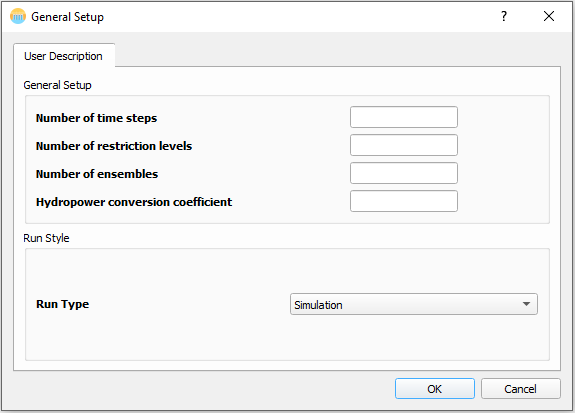 General Setup
User Description
General Setup
Number of time steps
Number of restriction levels
Number of ensembles
Hydropower conversion coefficient
Run Style
Run Type Simulation
OK Cancel